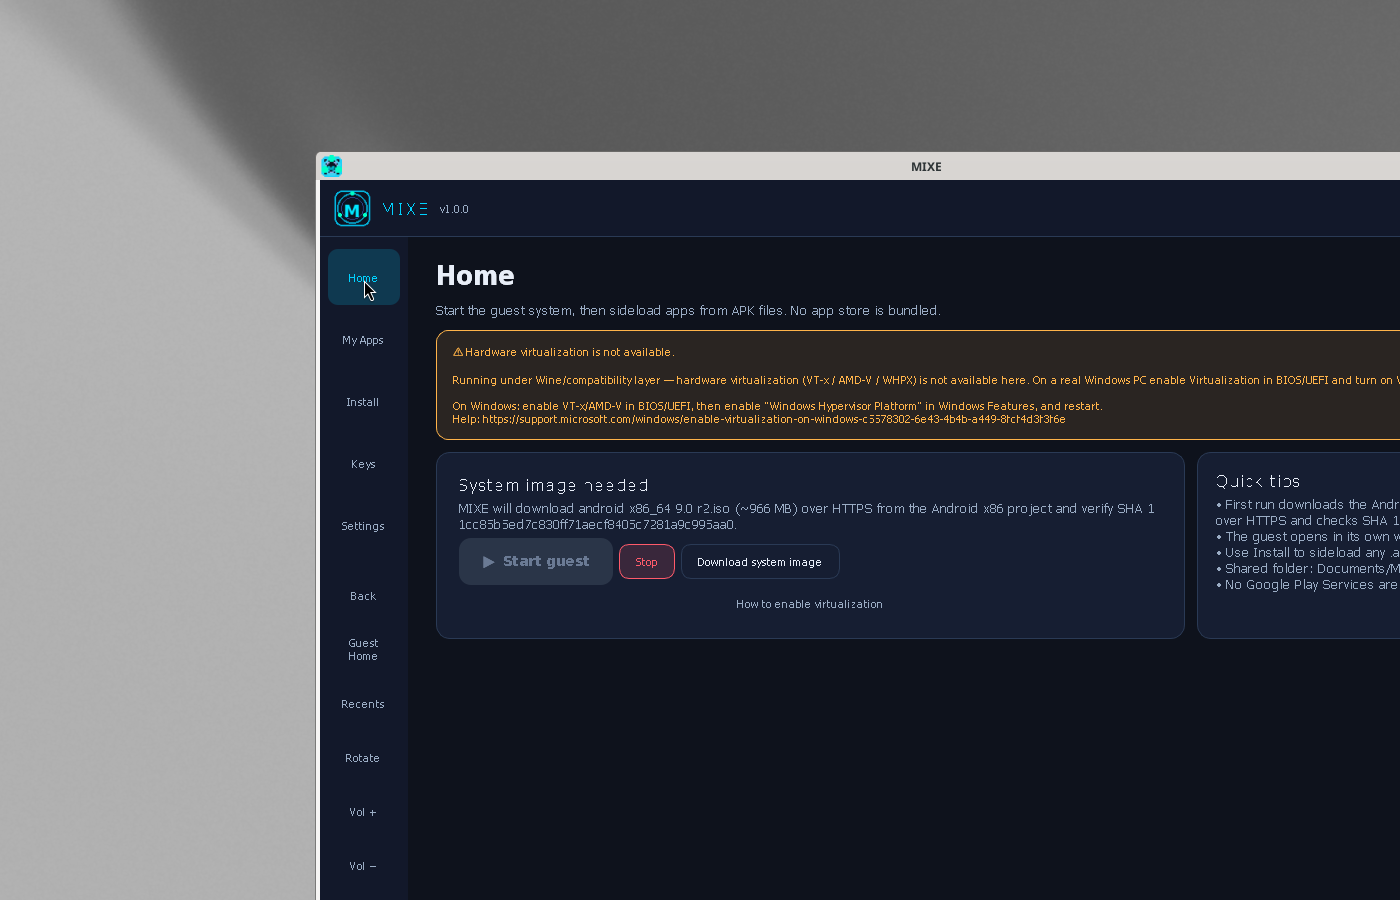 MIXE
M
MIXE v1.0.0
Home
My Apps
Install
Keys
Settings
Back
Guest
Home
Recents
Rotate
Vol +
Vol −
Home
Start the guest system, then sideload apps from APK files. No app store is bundled.
⚠ Hardware virtualization is not available.
Running under Wine/compatibility layer — hardware virtualization (VT-x / AMD-V / WHPX) is not available here. On a real Windows PC enable Virtualization in BIOS/UEFI and turn on
On Windows: enable VT-x/AMD-V in BIOS/UEFI, then enable "Windows Hypervisor Platform" in Windows Features, and restart.
Help: https://support.microsoft.com/windows/enable-virtualization-on-windows-c5578302-6e43-4b4b-a449-8fcf4d3f3f6e
System image needed
MIXE will download android x86_64 9.0 r2.iso (~966 MB) over HTTPS from the Android x86 project and verify SHA 1
1cc85b5ed7c830ff71aecf8405c7281a9c995aa0.
▶ Start guest
Stop
Download system image
How to enable virtualization
Quick tips
• First run downloads the Andr
over HTTPS and checks SHA 1
• The guest opens in its own w
• Use Install to sideload any .a
• Shared folder: Documents/M
• No Google Play Services are